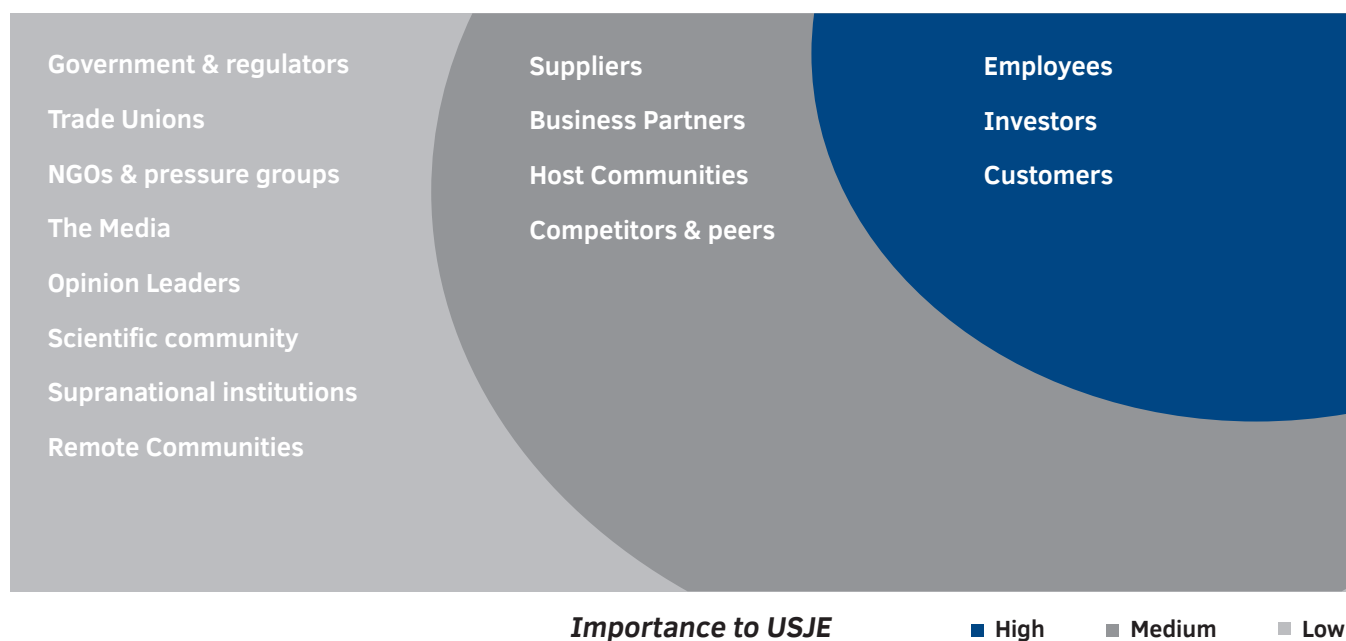 Government & regulators
Trade Unions
NGOs & pressure groups
The Media
Opinion Leaders
Scientific community
Supranational institutions
Remote Communities
Suppliers
Business Partners
Host Communities
Competitors & peers
Employees
Investors
Customers
Importance to USJE
High
Medium
Low